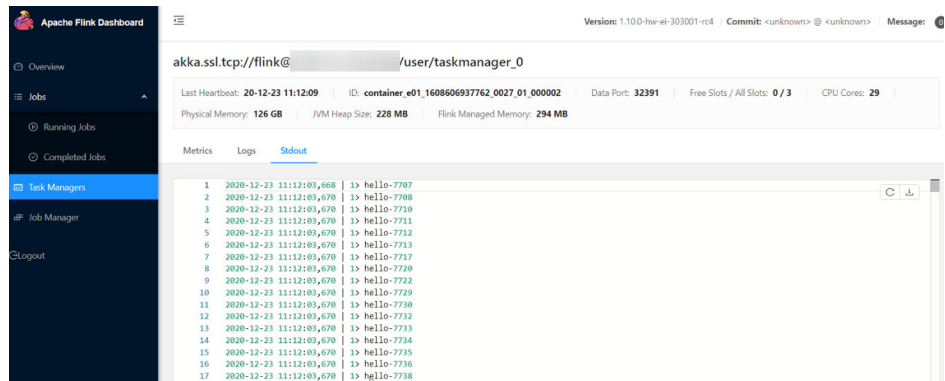 Apache Flink Dashboard
Version: 1.10.0-hw-ei-303001-rc4 Commit: <unknown> @ <unknown> Message: 0
Overview
Jobs
Running Jobs
Completed Jobs
Task Managers
Job Manager
Logout
akka.ssl.tcp://flink@ /user/taskmanager_0
Last Heartbeat: 20-12-23 11:12:09 ID: container_e01_1608606937762_0027_01_000002 Data Port: 32391 Free Slots / All Slots: 0 / 3 CPU Cores: 29
Physical Memory: 126 GB JVM Heap Size: 228 MB Flink Managed Memory: 294 MB
Metrics Logs Stdout
1 2020-12-23 11:12:03,668 | 1> hello-7707
2 2020-12-23 11:12:03,670 | 1> hello-7708
3 2020-12-23 11:12:03,670 | 1> hello-7710
4 2020-12-23 11:12:03,670 | 1> hello-7711
5 2020-12-23 11:12:03,670 | 1> hello-7712
6 2020-12-23 11:12:03,670 | 1> hello-7713
7 2020-12-23 11:12:03,670 | 1> hello-7717
8 2020-12-23 11:12:03,670 | 1> hello-7720
9 2020-12-23 11:12:03,670 | 1> hello-7722
10 2020-12-23 11:12:03,670 | 1> hello-7729
11 2020-12-23 11:12:03,670 | 1> hello-7730
12 2020-12-23 11:12:03,670 | 1> hello-7732
13 2020-12-23 11:12:03,670 | 1> hello-7733
14 2020-12-23 11:12:03,670 | 1> hello-7734
15 2020-12-23 11:12:03,670 | 1> hello-7735
16 2020-12-23 11:12:03,670 | 1> hello-7736
17 2020-12-23 11:12:03,670 | 1> hello-7738